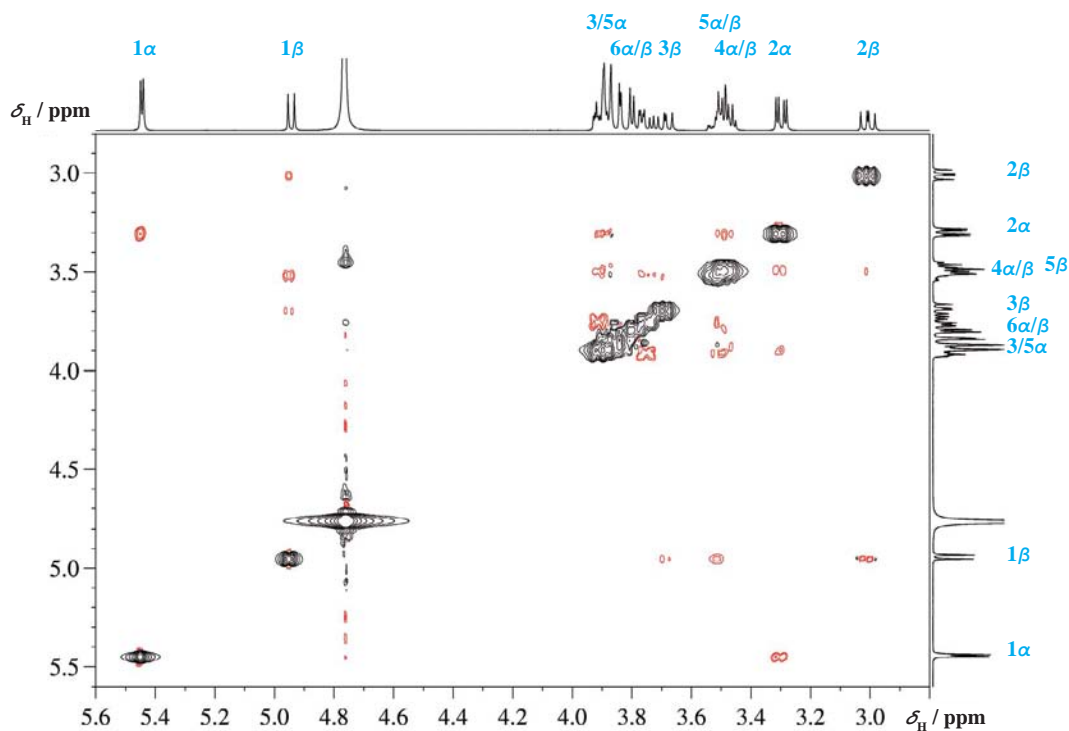 3/5α 5α/β
1α 1β 6α/β 3β 4α/β 2α 2β
δH / ppm
3.0 2β
2α
3.5 4α/β 5β
3β
6α/β
4.0 3/5α
4.5
5.0 1β
5.5 1α
5.6 5.4 5.2 5.0 4.8 4.6 4.4 4.2 4.0 3.8 3.6 3.4 3.2 3.0 δH / ppm